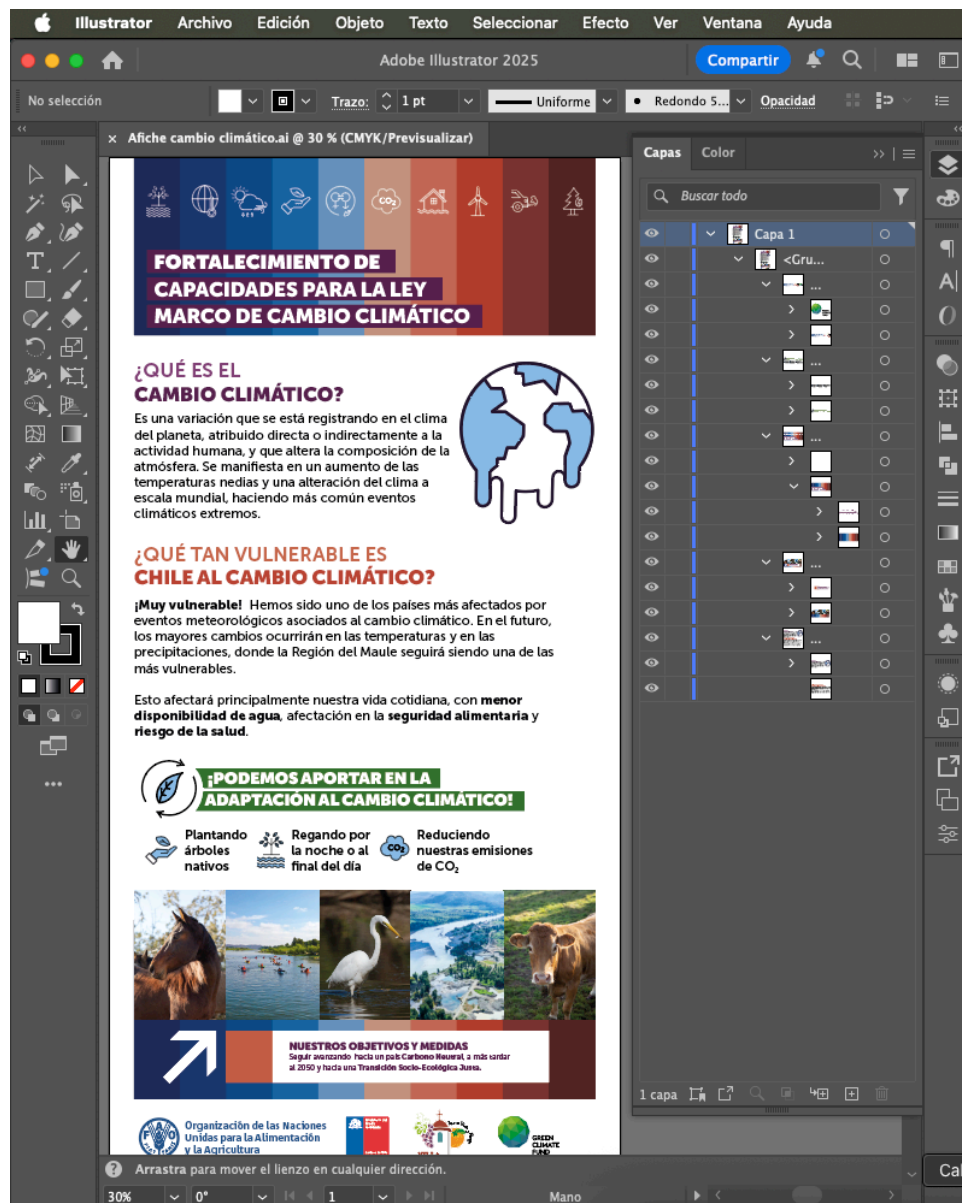 Illustrator Archivo Edición Objeto Texto Seleccionar Efecto Ver Ventana Ayuda
Adobe Illustrator 2025
Compartir
No selección
Trazo:
1 pt
Uniforme
Redondo 5...
Opacidad
× Afiche cambio climático.ai @ 30 % (CMYK/Previsualizar)
Capas Color
Buscar todo
Capa 1
<Gru...
...
...
...
...
...
CO2
FORTALECIMIENTO DE
CAPACIDADES PARA LA LEY
MARCO DE CAMBIO CLIMÁTICO
¿QUÉ ES EL
CAMBIO CLIMÁTICO?
Es una variación que se está registrando en el clima
del planeta, atribuido directa o indirectamente a la
actividad humana, y que altera la composición de la
atmósfera. Se manifiesta en un aumento de las
temperaturas nedias y una alteración del clima a
escala mundial, haciendo más común eventos
climáticos extremos.
¿QUÉ TAN VULNERABLE ES
CHILE AL CAMBIO CLIMÁTICO?
¡Muy vulnerable! Hemos sido uno de los países más afectados por
eventos meteorológicos asociados al cambio climático. En el futuro,
los mayores cambios ocurrirán en las temperaturas y en las
precipitaciones, donde la Región del Maule seguirá siendo una de las
más vulnerables.
Esto afectará principalmente nuestra vida cotidiana, con menor
disponibilidad de agua, afectación en la seguridad alimentaria y
riesgo de la salud.
¡PODEMOS APORTAR EN LA
ADAPTACIÓN AL CAMBIO CLIMÁTICO!
Plantando
árboles
nativos
Regando por
la noche o al
final del día
CO2
Reduciendo
nuestras emisiones
de CO2
NUESTROS OBJETIVOS Y MEDIDAS
Seguir avanzando hacia un país Carbono Neutral, a más tardar
al 2050 y hacia una Transición Socio-Ecológica Justa.
FAO
Organización de las Naciones
Unidas para la Alimentación
y la Agricultura
GREEN
CLIMATE
FUND
1 capa
Arrastra para mover el lienzo en cualquier dirección.
Cal
30% 0° 1 Mano